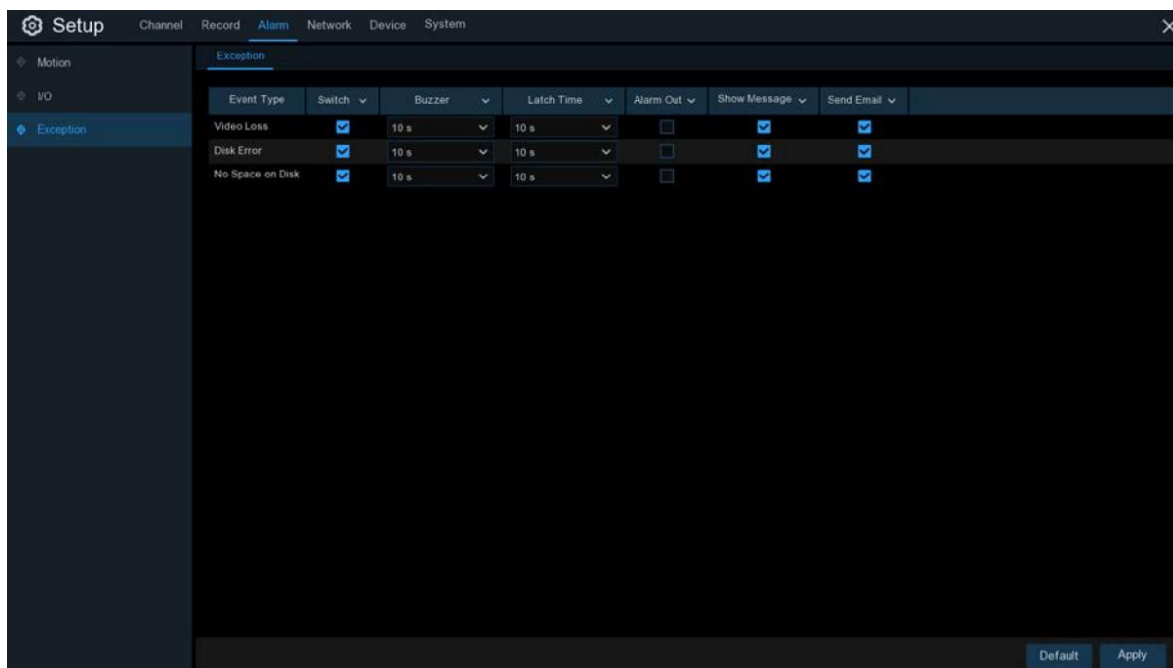 Setup Channel Record Alarm Network Device System
Motion
I/O
Exception
Exception
Event Type Switch Buzzer Latch Time Alarm Out Show Message Send Email
Video Loss 10 s 10 s
Disk Error 10 s 10 s
No Space on Disk 10 s 10 s
Default Apply